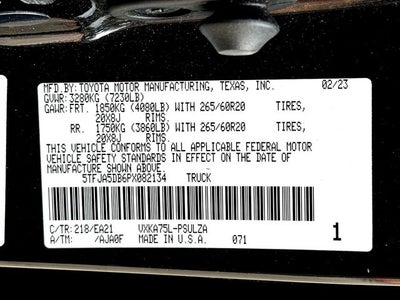 MFD.BY:TOYOTA MOTOR MANUFACTURING, TEXAS, INC. 02/23
GVWR:3280KG (7230LB)
GAWR:FRT. 1850KG (4080LB) WITH 265/60R20 TIRES,
20X8J RIMS
RR. 1750KG (3860LB) WITH 265/60R20 TIRES,
20X8J RIMS
THIS VEHICLE CONFORMS TO ALL APPLICABLE FEDERAL MOTOR
VEHICLE SAFETY STANDARDS IN EFFECT ON THE DATE OF
MANUFACTURE SHOWN ABOVE.
5TFJA5DB6PX082134 TRUCK
C/TR:218/EA21 VXKA75L-PSULZA 1
A/TM: /AJA0F MADE IN U.S.A. 071